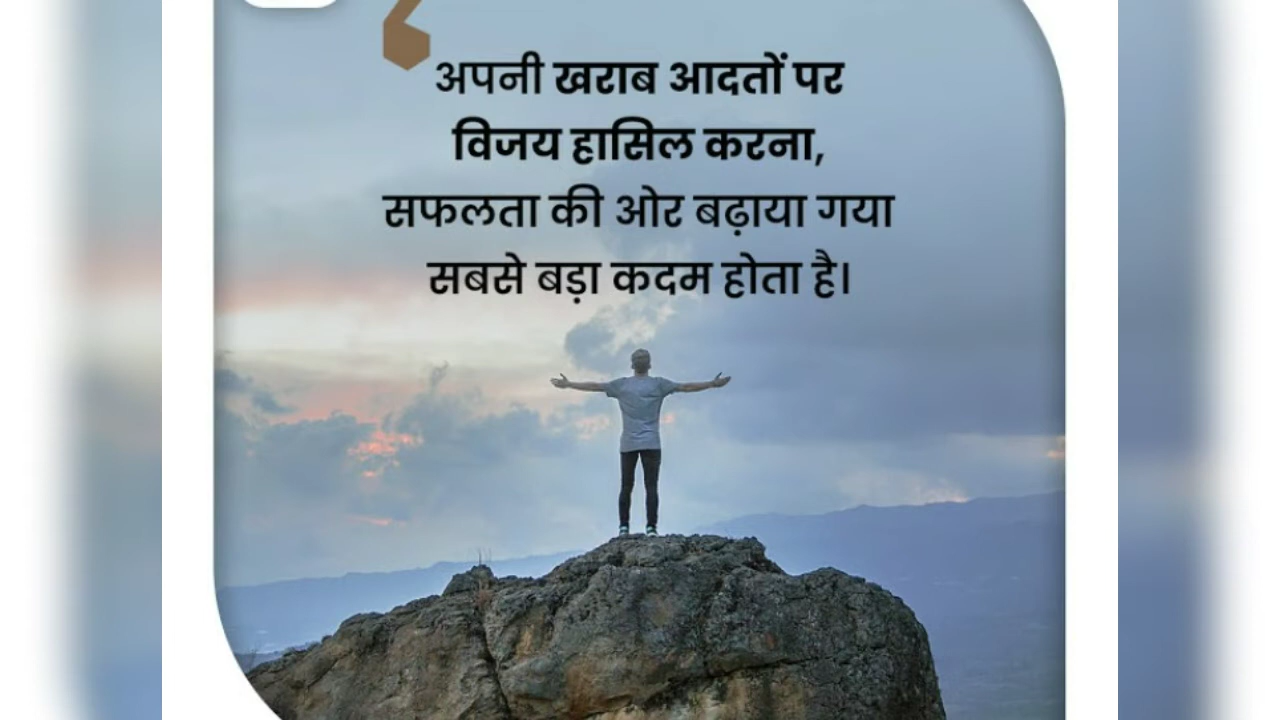 अपनी खराब आदतों पर
विजय हासिल करना,
सफलता की ओर बढ़ाया गया
सबसे बड़ा कदम होता है।